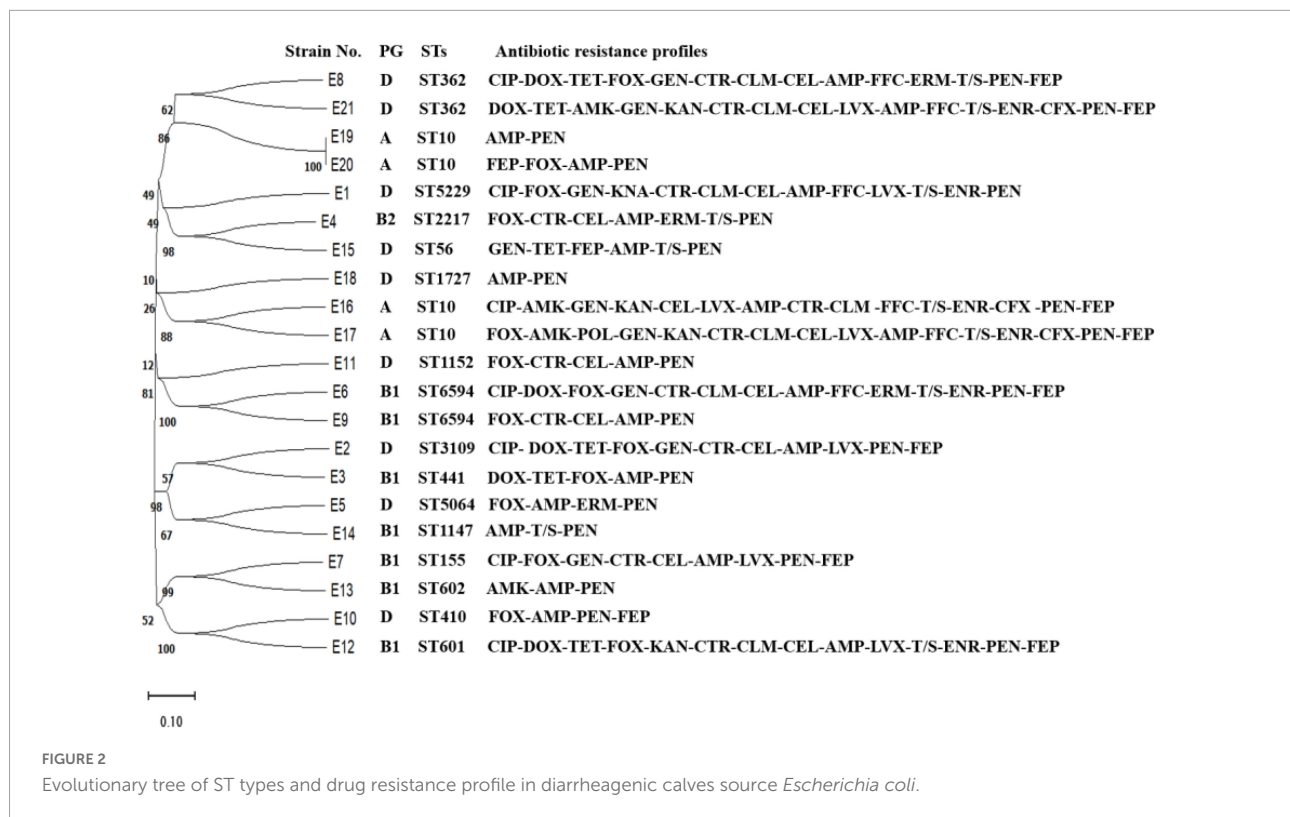 Strain No. PG STs Antibiotic resistance profiles
E8 D ST362 CIP-DOX-TET-FOX-GEN-CTR-CLM-CEL-AMP-FFC-ERM-T/S-PEN-FEP
62 E21 D ST362 DOX-TET-AMK-GEN-KAN-CTR-CLM-CEL-LVX-AMP-FFC-T/S-ENR-CFX-PEN-FEP
86 E19 A ST10 AMP-PEN
100 E20 A ST10 FEP-FOX-AMP-PEN
49 E1 D ST5229 CIP-FOX-GEN-KNA-CTR-CLM-CEL-AMP-FFC-LVX-T/S-ENR-PEN
49 E4 B2 ST2217 FOX-CTR-CEL-AMP-ERM-T/S-PEN
98 E15 D ST56 GEN-TET-FEP-AMP-T/S-PEN
10 E18 D ST1727 AMP-PEN
26 E16 A ST10 CIP-AMK-GEN-KAN-CEL-LVX-AMP-CTR-CLM -FFC-T/S-ENR-CFX -PEN-FEP
88 E17 A ST10 FOX-AMK-POL-GEN-KAN-CTR-CLM-CEL-LVX-AMP-FFC-T/S-ENR-CFX-PEN-FEP
12 E11 D ST1152 FOX-CTR-CEL-AMP-PEN
81 E6 B1 ST6594 CIP-DOX-FOX-GEN-CTR-CLM-CEL-AMP-FFC-ERM-T/S-ENR-PEN-FEP
100 E9 B1 ST6594 FOX-CTR-CEL-AMP-PEN
E2 D ST3109 CIP- DOX-TET-FOX-GEN-CTR-CEL-AMP-LVX-PEN-FEP
57 E3 B1 ST441 DOX-TET-FOX-AMP-PEN
98 E5 D ST5064 FOX-AMP-ERM-PEN
67 E14 B1 ST1147 AMP-T/S-PEN
E7 B1 ST155 CIP-FOX-GEN-CTR-CEL-AMP-LVX-PEN-FEP
99 E13 B1 ST602 AMK-AMP-PEN
52 E10 D ST410 FOX-AMP-PEN-FEP
100 E12 B1 ST601 CIP-DOX-TET-FOX-KAN-CTR-CLM-CEL-AMP-LVX-T/S-ENR-PEN-FEP
0.10
FIGURE 2
Evolutionary tree of ST types and drug resistance profile in diarrheagenic calves source Escherichia coli.